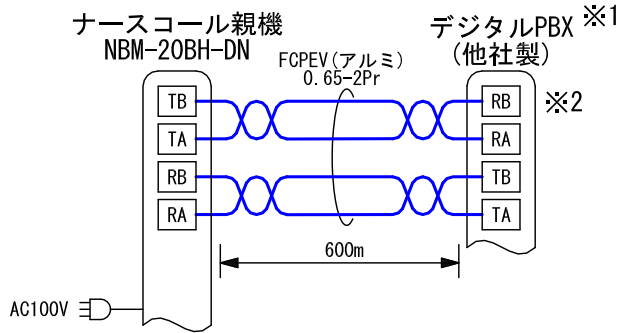 ナースコール親機
NBM-20BH-DN
デジタルPBX ※1
(他社製)
FCPEV(アルミ)
0.65-2Pr
※2
TB
TA
RB
RA
RB
RA
TB
TA
600m
AC100V